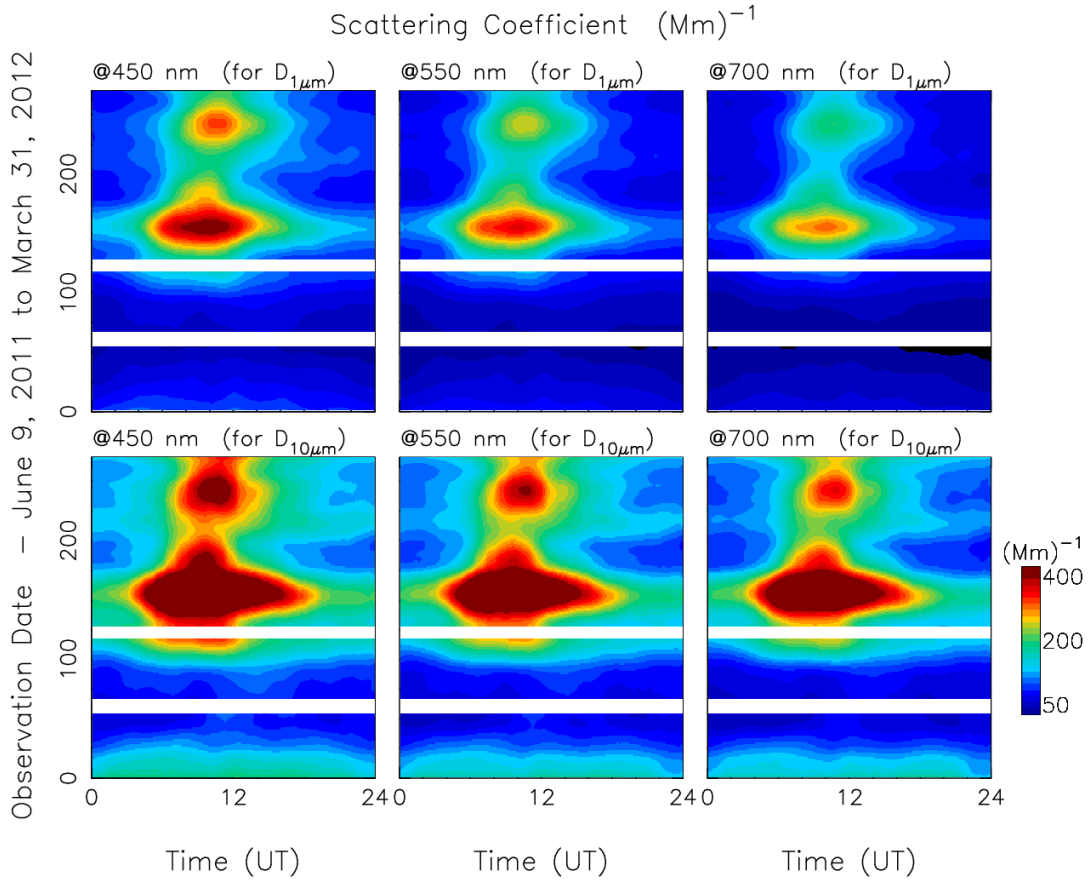 Scattering Coefficient (Mm)⁻¹
Observation Date – June 9, 2011 to March 31, 2012
@450 nm (for D1μm) @550 nm (for D1μm) @700 nm (for D1μm)
200
100
0
@450 nm (for D10μm) @550 nm (for D10μm) @700 nm (for D10μm)
200
100
0
(Mm)⁻¹
400
200
50
0 12 24 0 12 24 0 12 24
Time (UT) Time (UT) Time (UT)